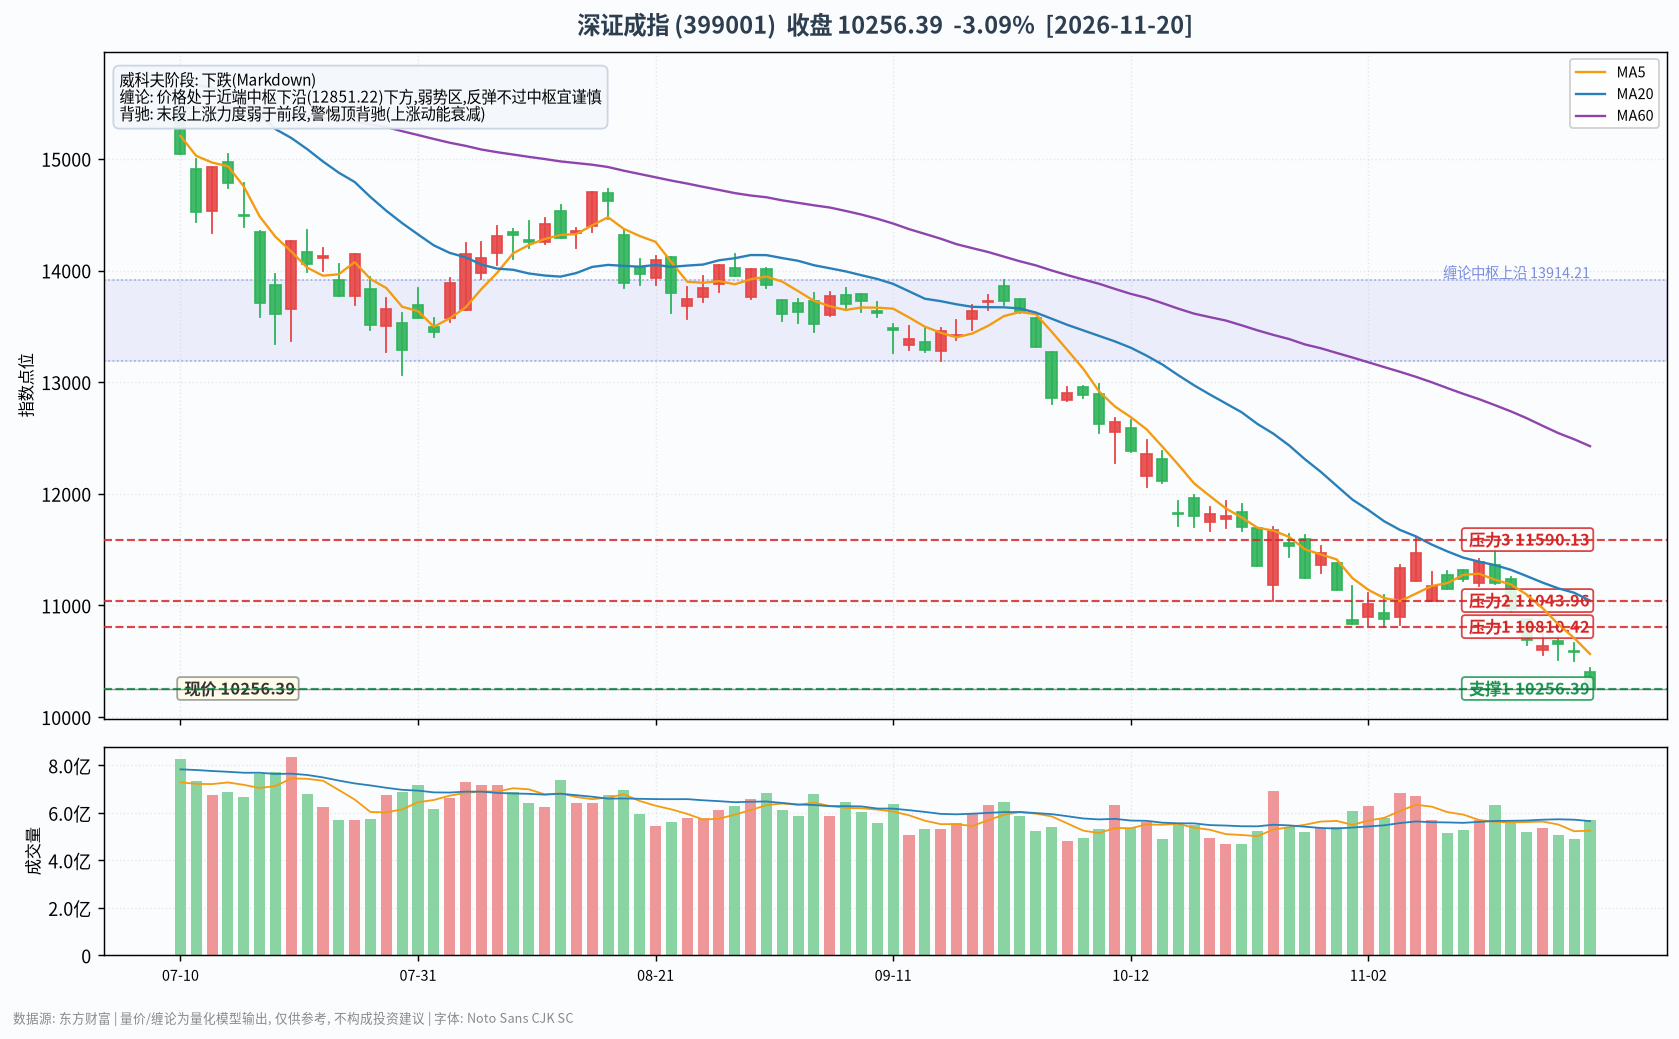 深证成指 (399001)  收盘 10256.39  -3.09%  [2026-11-20]
威科夫阶段: 下跌(Markdown)
缠论: 价格处于近端中枢下沿(12851.22)下方,弱势区,反弹不过中枢宜谨慎
背驰: 末段上涨力度弱于前段,警惕顶背驰(上涨动能衰减)
MA5
MA20
MA60
指数点位
15000
14000
13000
12000
11000
10000
缠论中枢上沿 13914.21
压力3 11590.13
压力2 11043.96
压力1 10810.42
现价 10256.39
支撑1 10256.39
成交量
8.0亿
6.0亿
4.0亿
2.0亿
0
07-10
07-31
08-21
09-11
10-12
11-02
数据源: 东方财富 | 量价/缠论为量化模型输出, 仅供参考, 不构成投资建议 | 字体: Noto Sans CJK SC